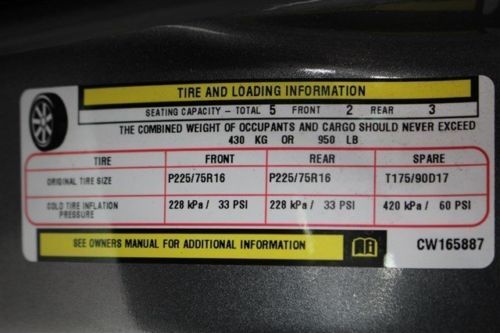 TIRE AND LOADING INFORMATION
SEATING CAPACITY – TOTAL 5 FRONT 2 REAR 3
THE COMBINED WEIGHT OF OCCUPANTS AND CARGO SHOULD NEVER EXCEED
430 KG OR 950 LB
TIRE FRONT REAR SPARE
ORIGINAL TIRE SIZE P225/75R16 P225/75R16 T175/90D17
COLD TIRE INFLATION PRESSURE 228 kPa / 33 PSI 228 kPa / 33 PSI 420 kPa / 60 PSI
SEE OWNERS MANUAL FOR ADDITIONAL INFORMATION CW165887